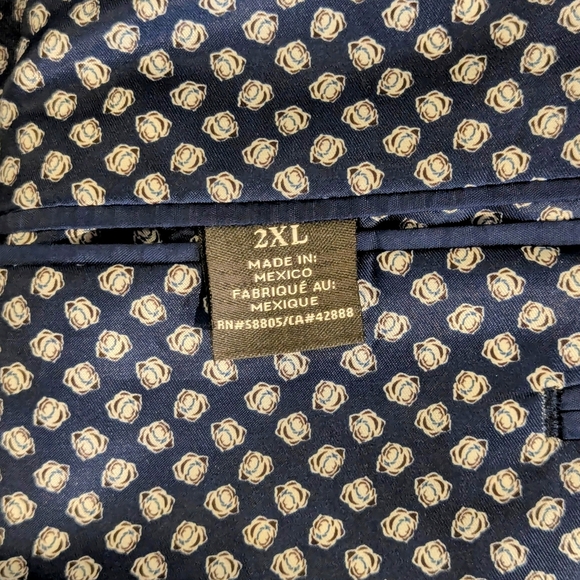 2XL
MADE IN:
MEXICO
FABRIQUÉ AU:
MEXIQUE
RN#58805/CA#42888